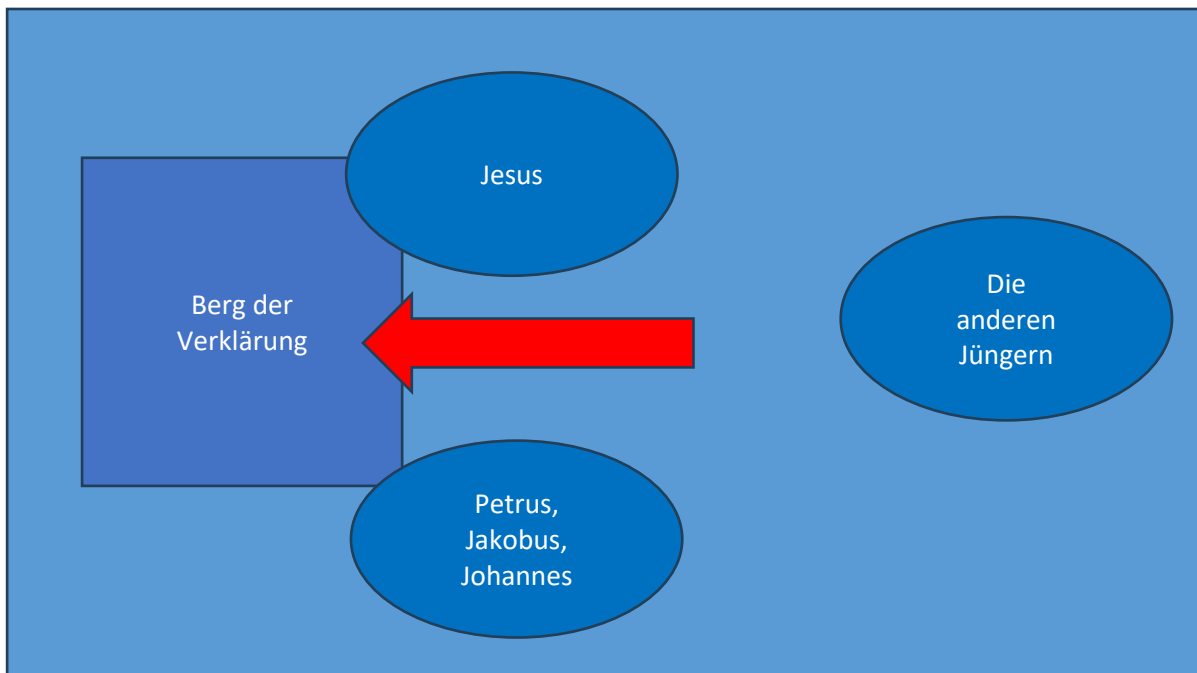 Jesus
Berg der
Verklärung
Die
anderen
Jüngern
Petrus,
Jakobus,
Johannes